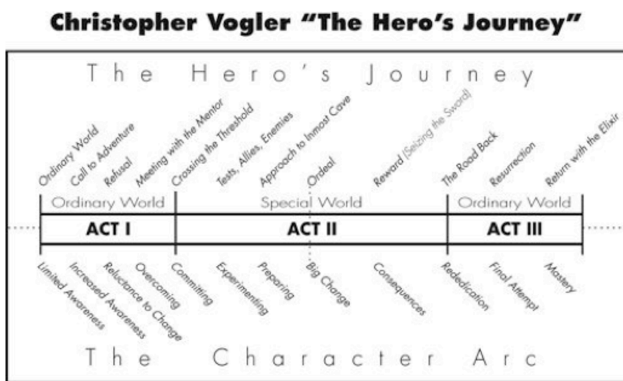 Christopher Vogler "The Hero's Journey"
The Hero's Journey
Ordinary World
Call to Adventure
Refusal
Meeting with the Mentor
Crossing the Threshold
Tests, Allies, Enemies
Approach to Inmost Cave
Ordeal
Reward (Seizing the Sword)
The Road Back
Resurrection
Return with the Elixir
Ordinary World
Special World
Ordinary World
ACT I
ACT II
ACT III
Limited Awareness
Increased Awareness
Reluctance to Change
Overcoming
Committing
Experimenting
Preparing
Big Change
Consequences
Rededication
Final Attempt
Mastery
The Character Arc